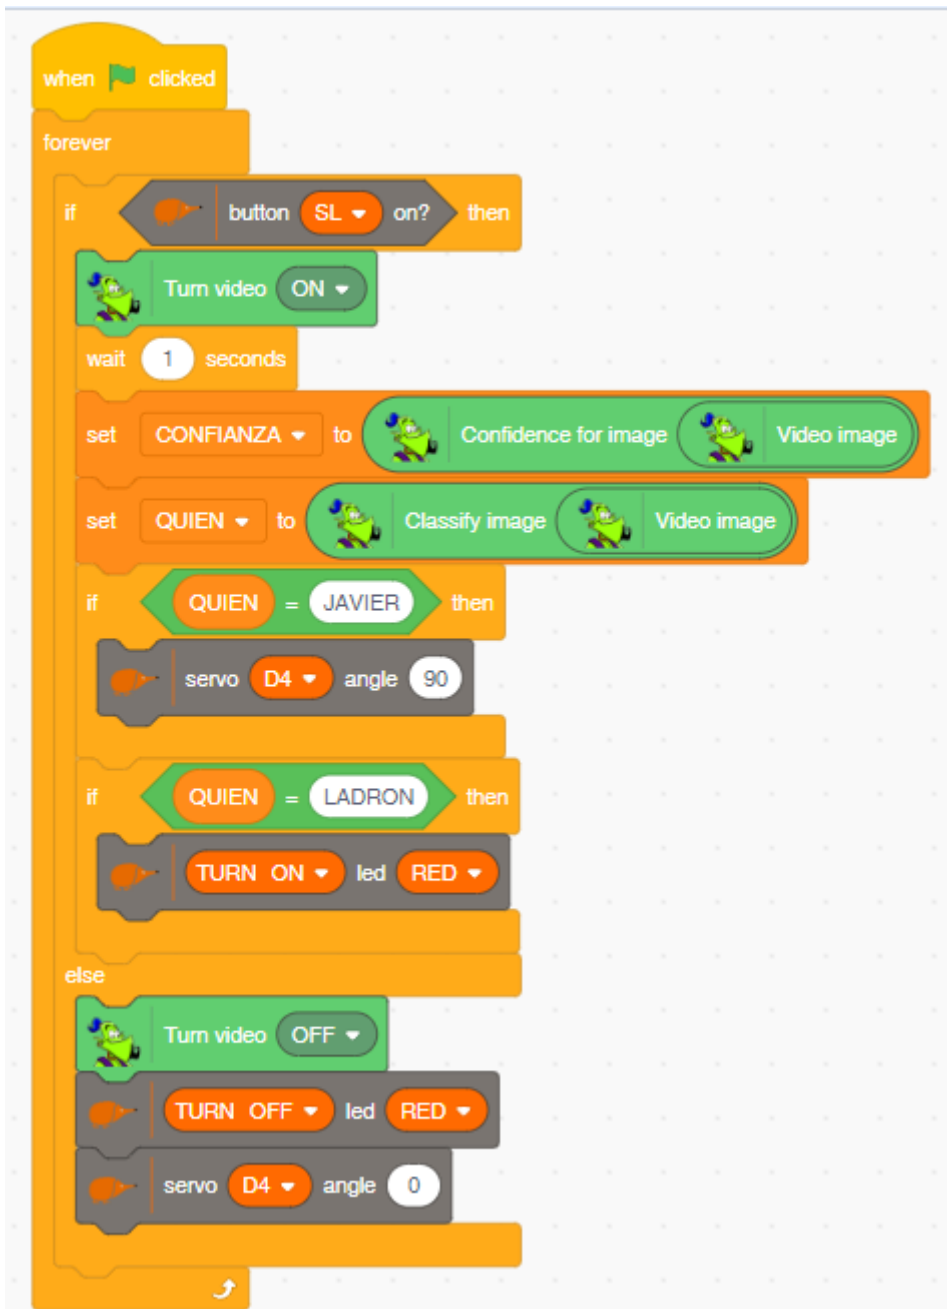 when clicked
forever
if button SL on? then
Turn video ON
wait 1 seconds
set CONFIANZA to Confidence for image Video image
set QUIEN to Classify image Video image
if QUIEN = JAVIER then
servo D4 angle 90
if QUIEN = LADRON then
TURN ON led RED
else
Turn video OFF
TURN OFF led RED
servo D4 angle 0